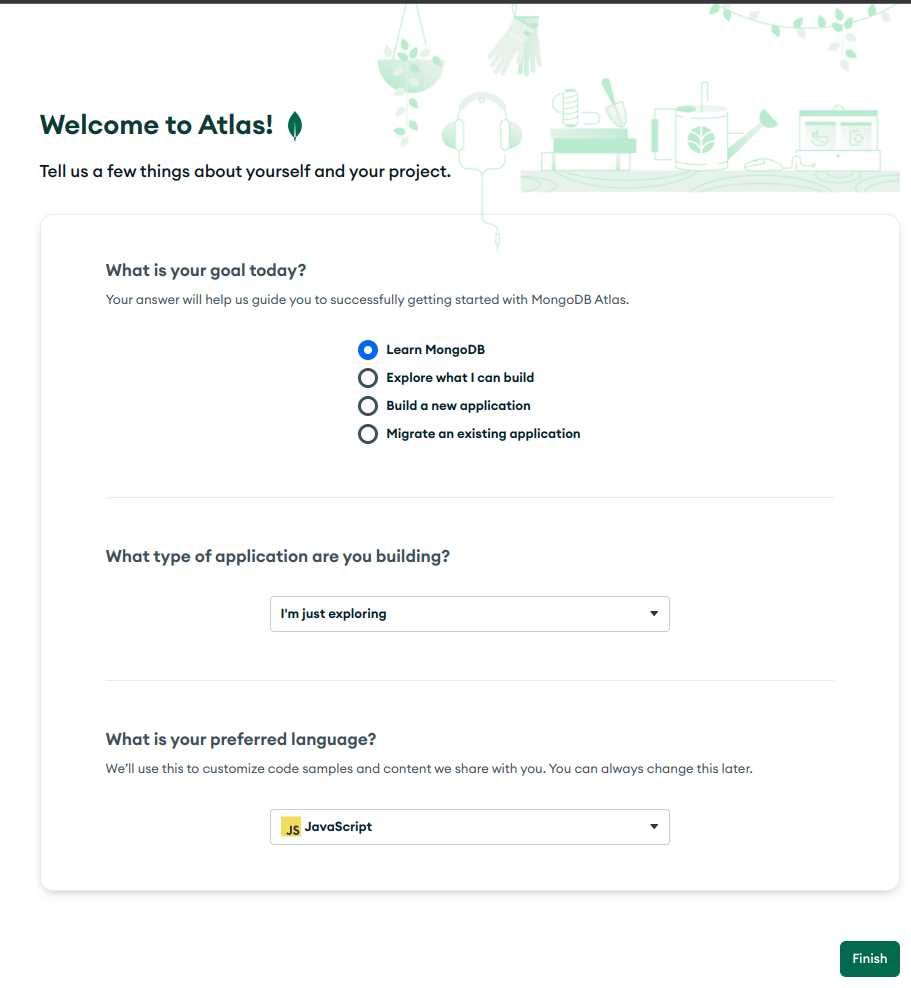 Welcome to Atlas!
Tell us a few things about yourself and your project.
What is your goal today?
Your answer will help us guide you to successfully getting started with MongoDB Atlas.
Learn MongoDB
Explore what I can build
Build a new application
Migrate an existing application
What type of application are you building?
I'm just exploring
What is your preferred language?
We’ll use this to customize code samples and content we share with you. You can always change this later.
JS JavaScript
Finish